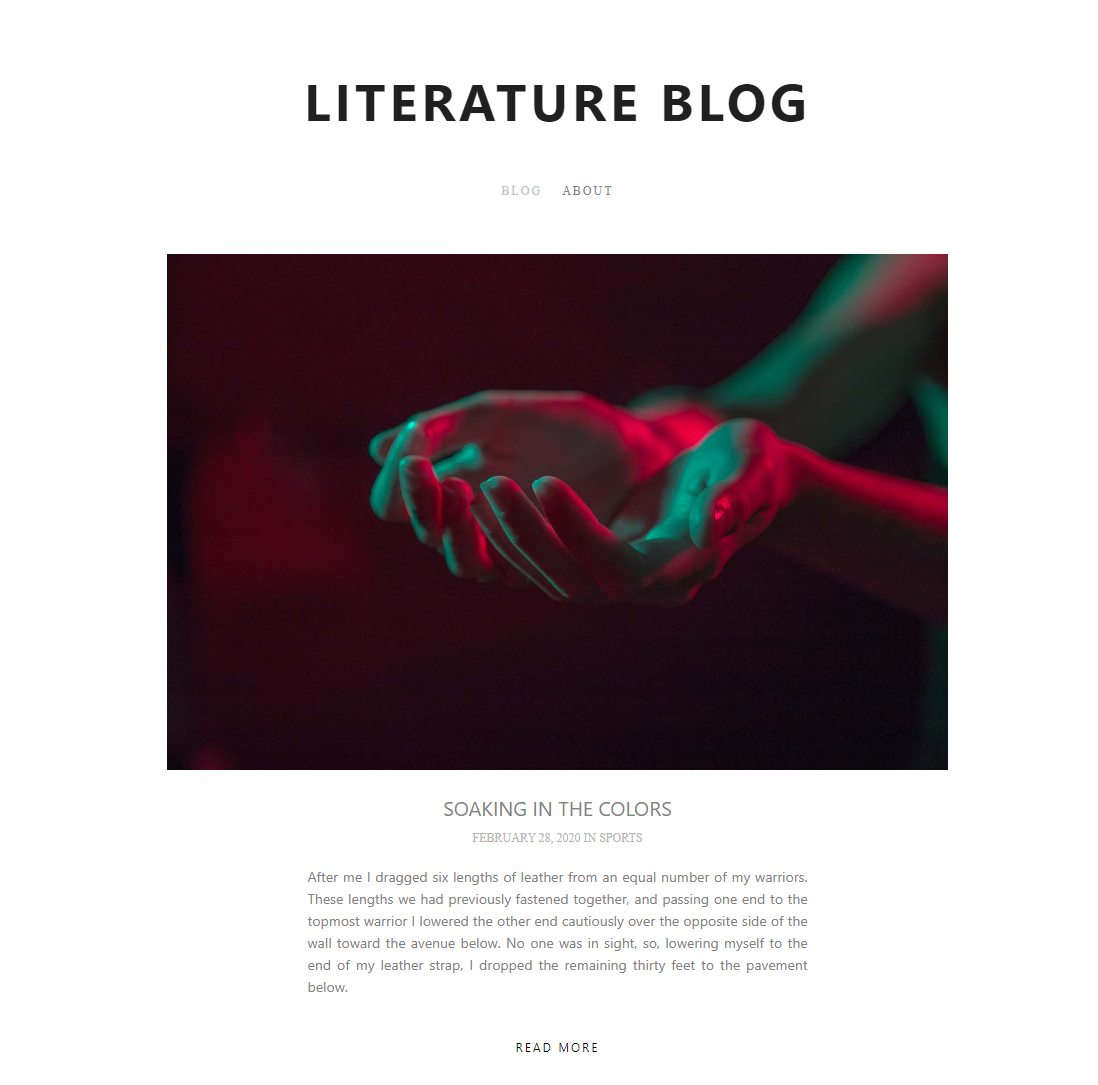 LITERATURE BLOG
BLOG ABOUT
SOAKING IN THE COLORS
FEBRUARY 28, 2020 IN SPORTS
After me I dragged six lengths of leather from an equal number of my warriors.
These lengths we had previously fastened together, and passing one end to the
topmost warrior I lowered the other end cautiously over the opposite side of the
wall toward the avenue below. No one was in sight, so, lowering myself to the
end of my leather strap, I dropped the remaining thirty feet to the pavement
below.
READ MORE